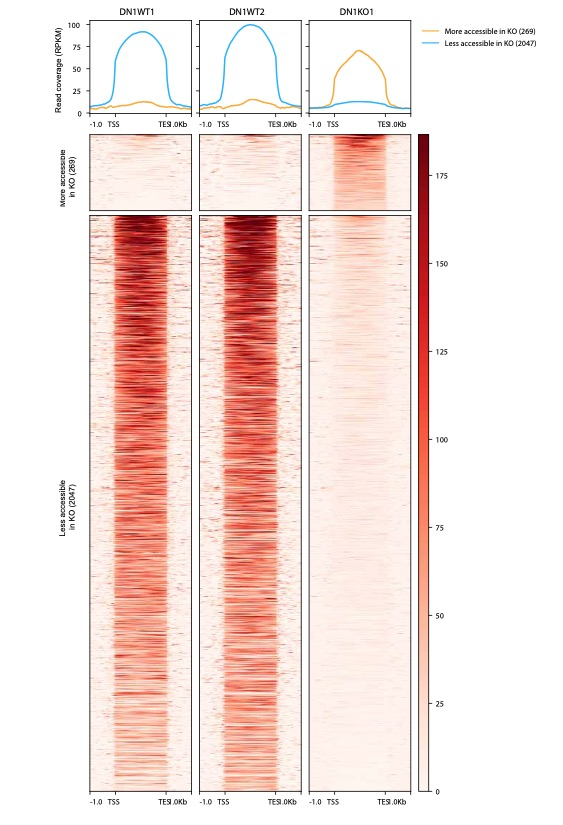 DN1WT1 DN1WT2 DN1KO1
More accessible in KO (269)
Less accessible in KO (2047)
Read coverage (RPKM)
100
75
50
25
0
-1.0 TSS TES1.0Kb -1.0 TSS TES1.0Kb -1.0 TSS TES1.0Kb
More accessible
in KO (269)
Less accessible
in KO (2047)
175
150
125
100
75
50
25
0
-1.0 TSS TES1.0Kb -1.0 TSS TES1.0Kb -1.0 TSS TES1.0Kb